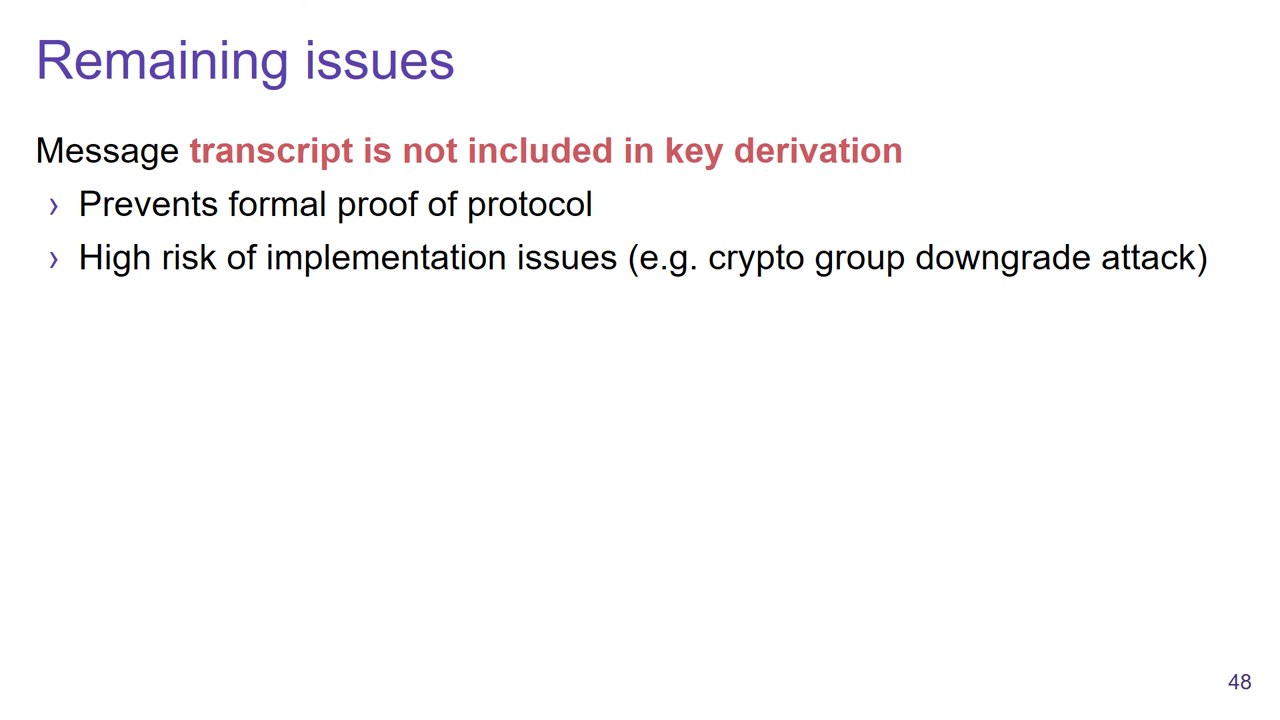 Remaining issues
Message transcript is not included in key derivation
› Prevents formal proof of protocol
› High risk of implementation issues (e.g. crypto group downgrade attack)
48